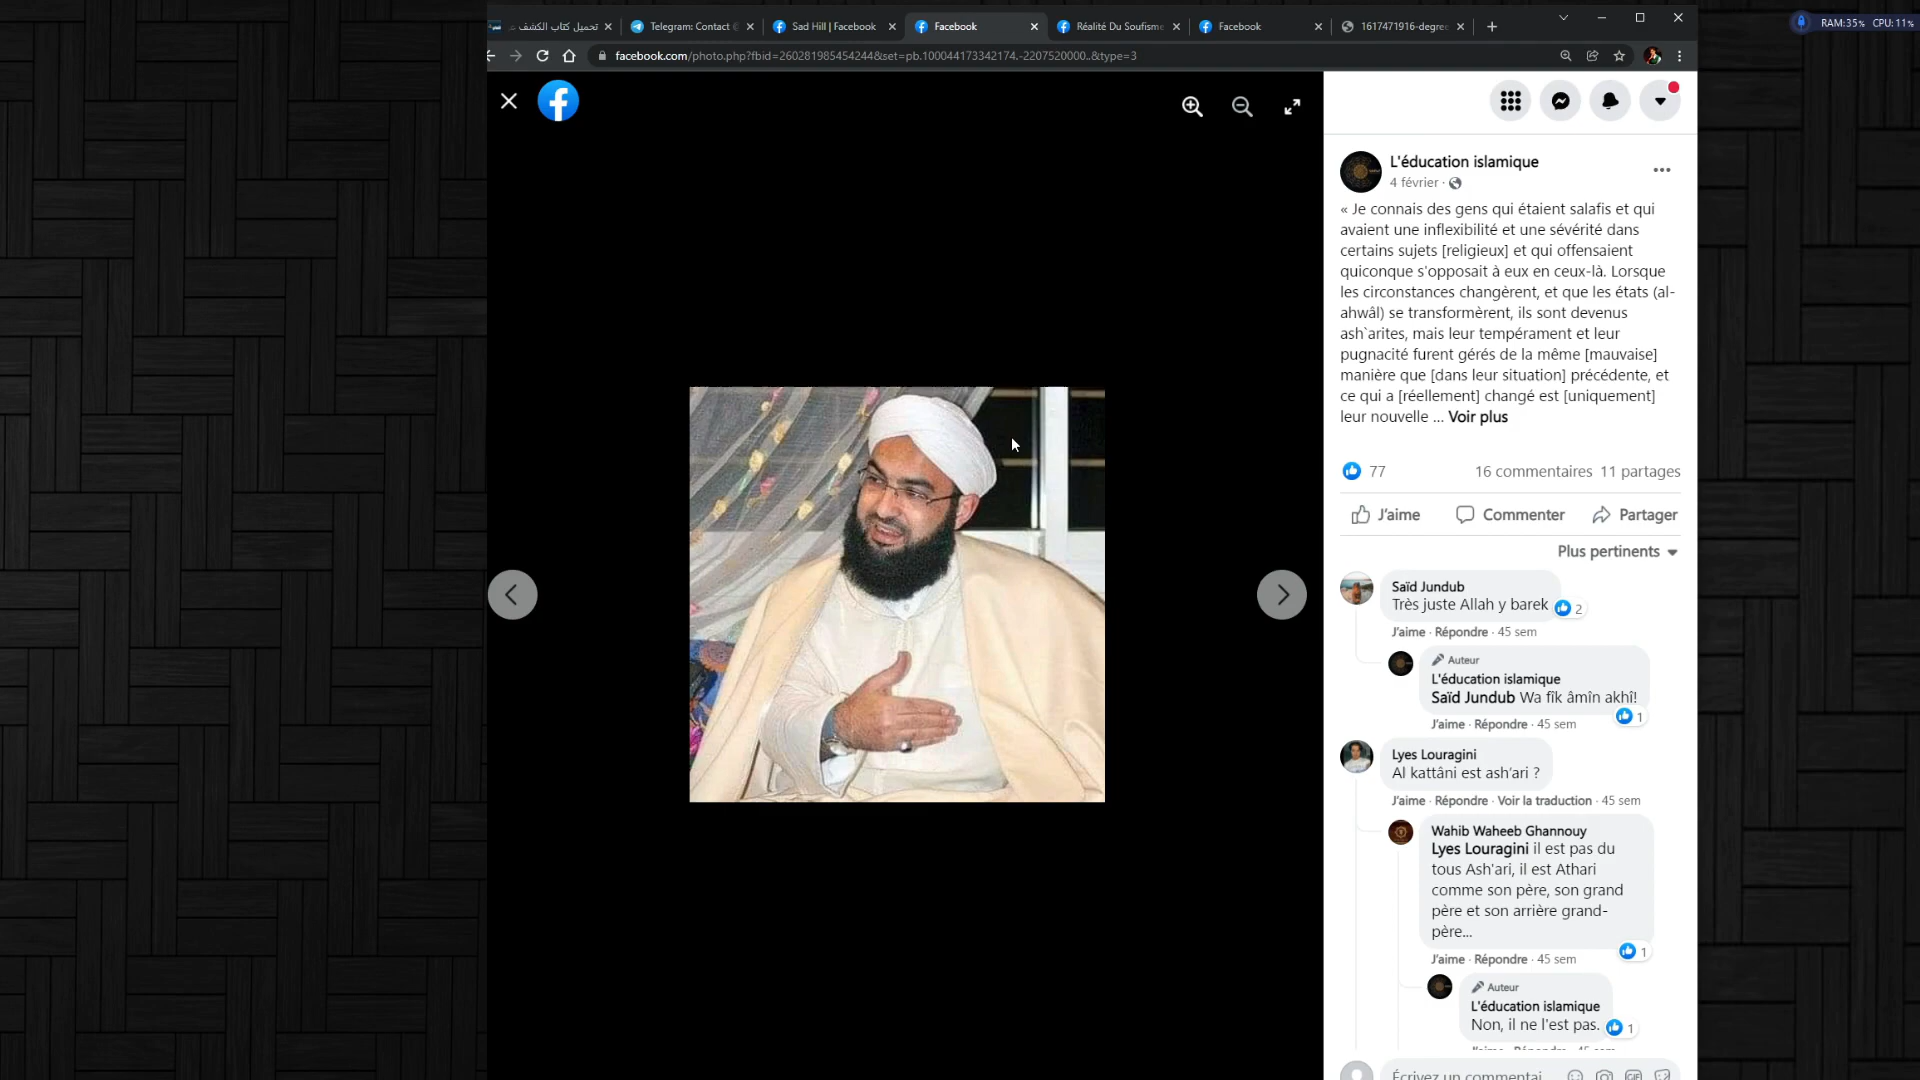 تحميل كتاب الكشف
Telegram: Contact
Sad Hill | Facebook
Facebook
Réalité Du Soufisme
Facebook
1617471916-degre
RAM:35% CPU:11%
facebook.com/photo.php?fbid=260281985454244&set=pb.100044173342174.-2207520000..&type=3
L'éducation islamique
4 février ·
« Je connais des gens qui étaient salafis et qui
avaient une inflexibilité et une sévérité dans
certains sujets [religieux] et qui offensaient
quiconque s'opposait à eux en ceux-là. Lorsque
les circonstances changèrent, et que les états (al-
ahwâl) se transformèrent, ils sont devenus
ash`arites, mais leur tempérament et leur
pugnacité furent gérés de la même [mauvaise]
manière que [dans leur situation] précédente, et
ce qui a [réellement] changé est [uniquement]
leur nouvelle ... Voir plus
77 16 commentaires 11 partages
J'aime Commenter Partager
Plus pertinents
Saïd Jundub
Très juste Allah y barek
2
J'aime · Répondre · 45 sem
Auteur
L'éducation islamique
Saïd Jundub Wa fîk âmîn akhî!
1
J'aime · Répondre · 45 sem
Lyes Louragini
Al kattâni est ash'ari ?
J'aime · Répondre · Voir la traduction · 45 sem
Wahib Waheeb Ghannouy
Lyes Louragini il est pas du
tous Ash'ari, il est Athari
comme son père, son grand
père et son arrière grand-
père...
1
J'aime · Répondre · 45 sem
Auteur
L'éducation islamique
Non, il ne l'est pas.
1
J'aime · Répondre · 45 sem
Écrivez un commentai